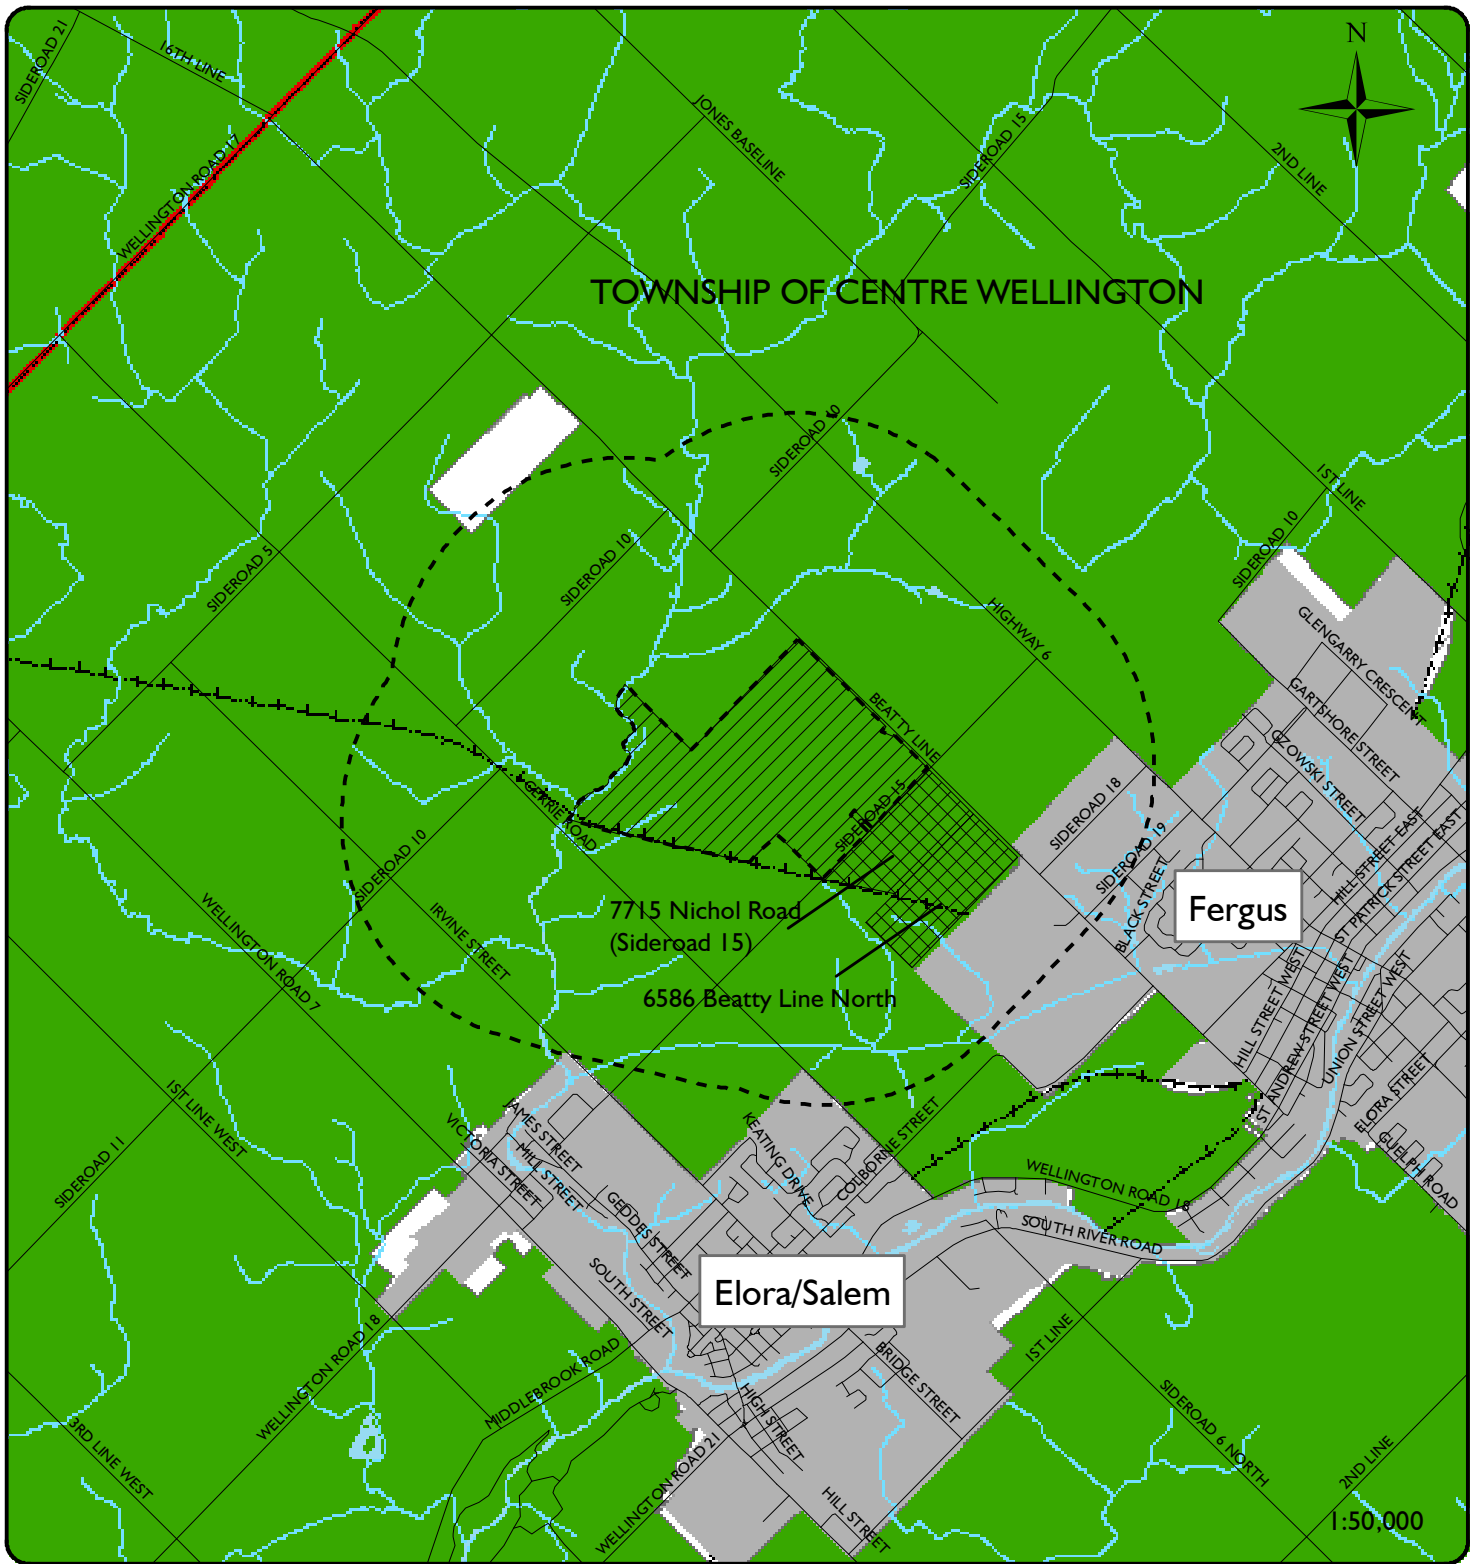 N
SIDEROAD 21
16TH LINE
WELLINGTON ROAD 17
JONES BASELINE
SIDEROAD 15
2ND LINE
TOWNSHIP OF CENTRE WELLINGTON
SIDEROAD 10
1ST LINE
SIDEROAD 10
SIDEROAD 5
SIDEROAD 10
HIGHWAY 6
GLENGARRY CRESCENT
GARTSHORE STREET
BEATTY LINE
GZOWSKI STREET
GERRIE ROAD
SIDEROAD 15
SIDEROAD 18
SIDEROAD 19
HILL STREET EAST
ST PATRICK STREET EAST
SIDEROAD 10
BLACK STREET
Fergus
7715 Nichol Road
(Sideroad 15)
6586 Beatty Line North
WELLINGTON ROAD 7
IRVINE STREET
HILL STREET WEST
ST ANDREW STREET WEST
UNION STREET WEST
ELORA STREET
GUELPH ROAD
1ST LINE WEST
SIDEROAD 11
JAMES STREET
MILL STREET
VICTORIA STREET
KEATING DRIVE
COLBORNE STREET
WELLINGTON ROAD 18
SOUTH RIVER ROAD
GEDDES STREET
SOUTH STREET
Elora/Salem
WELLINGTON ROAD 18
MIDDLEBROOK ROAD
BRIDGE STREET
1ST LINE
HIGH STREET
SIDEROAD 6 NORTH
3RD LINE WEST
WELLINGTON ROAD 21
HILL STREET
2ND LINE
1:50,000